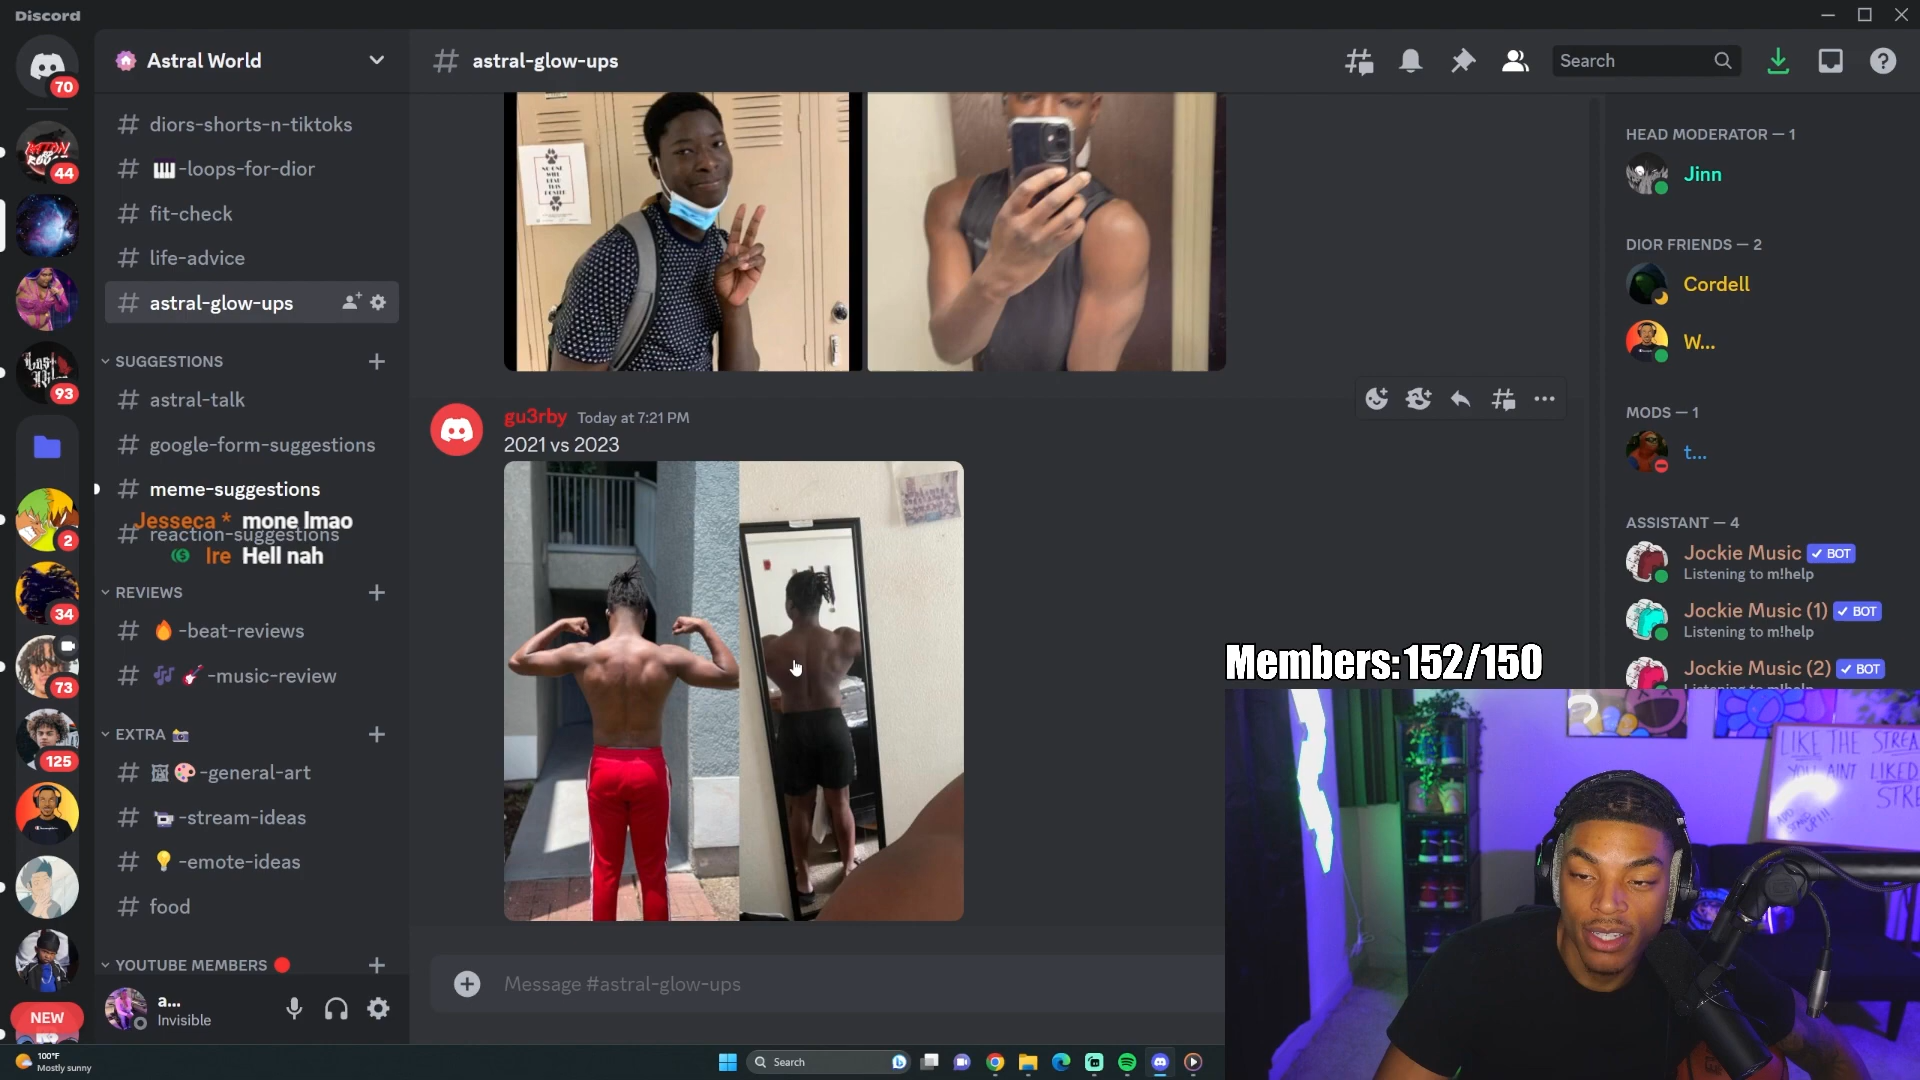 Discord
Astral World
astral-glow-ups
Search
70
44
93
2
34
73
125
NEW
diors-shorts-n-tiktoks
-loops-for-dior
fit-check
life-advice
astral-glow-ups
SUGGESTIONS
astral-talk
google-form-suggestions
meme-suggestions
Jesseca * mone lmao
reaction-suggestions
Ire Hell nah
REVIEWS
-beat-reviews
-music-review
EXTRA
-general-art
-stream-ideas
-emote-ideas
food
YOUTUBE MEMBERS
a...
Invisible
gu3rby Today at 7:21 PM
2021 vs 2023
Message #astral-glow-ups
HEAD MODERATOR — 1
Jinn
DIOR FRIENDS — 2
Cordell
W...
MODS — 1
t...
ASSISTANT — 4
Jockie Music BOT
Listening to m!help
Jockie Music (1) BOT
Listening to m!help
Jockie Music (2) BOT
Listening to m!help
Members:152/150
LIKE THE STREA
YOU AINT LIKED
STRE
100°F
Mostly sunny
Search